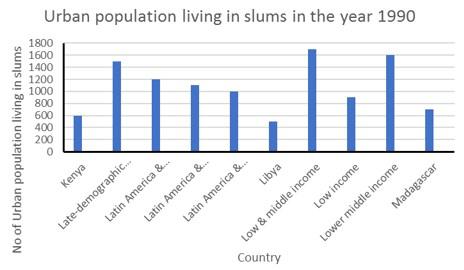 Urban population living in slums in the year 1990
No of Urban population living in slums
1800
1600
1400
1200
1000
800
600
400
200
0
Kenya
Late-demographic...
Latin America &...
Latin America &...
Latin America &...
Libya
Low & middle income
Low income
Lower middle income
Madagascar
Country